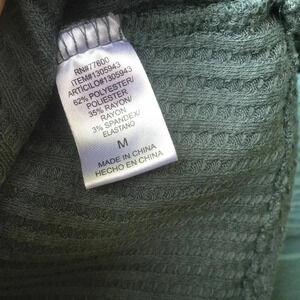 RN#77600
ITEM#1305943
ARTICLO#1305943
62% POLYESTER/
POLIESTER
35% RAYON/
RAYON
3% SPANDEX/
ELASTANO
M
MADE IN CHINA
HECHO EN CHINA